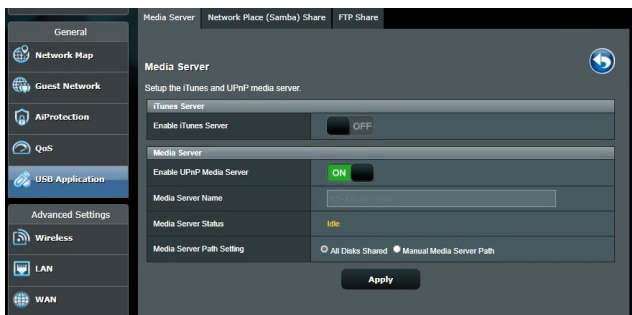 Media Server Network Place (Samba) Share FTP Share
General
Network Map
Guest Network
AiProtection
QoS
USB Application
Advanced Settings
Wireless
LAN
WAN
Media Server
Setup the iTunes and UPnP media server.
iTunes Server
Enable iTunes Server OFF
Media Server
Enable UPnP Media Server ON
Media Server Name
Media Server Status Idle
Media Server Path Setting All Disks Shared Manual Media Server Path
Apply